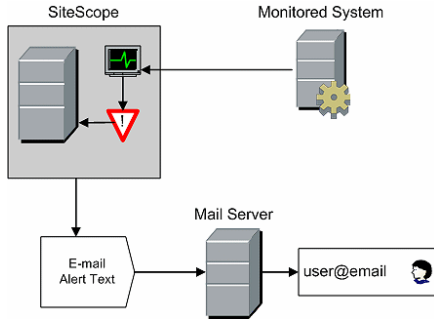 SiteScope
Monitored System
!
Mail Server
E-mail
Alert Text
user@email